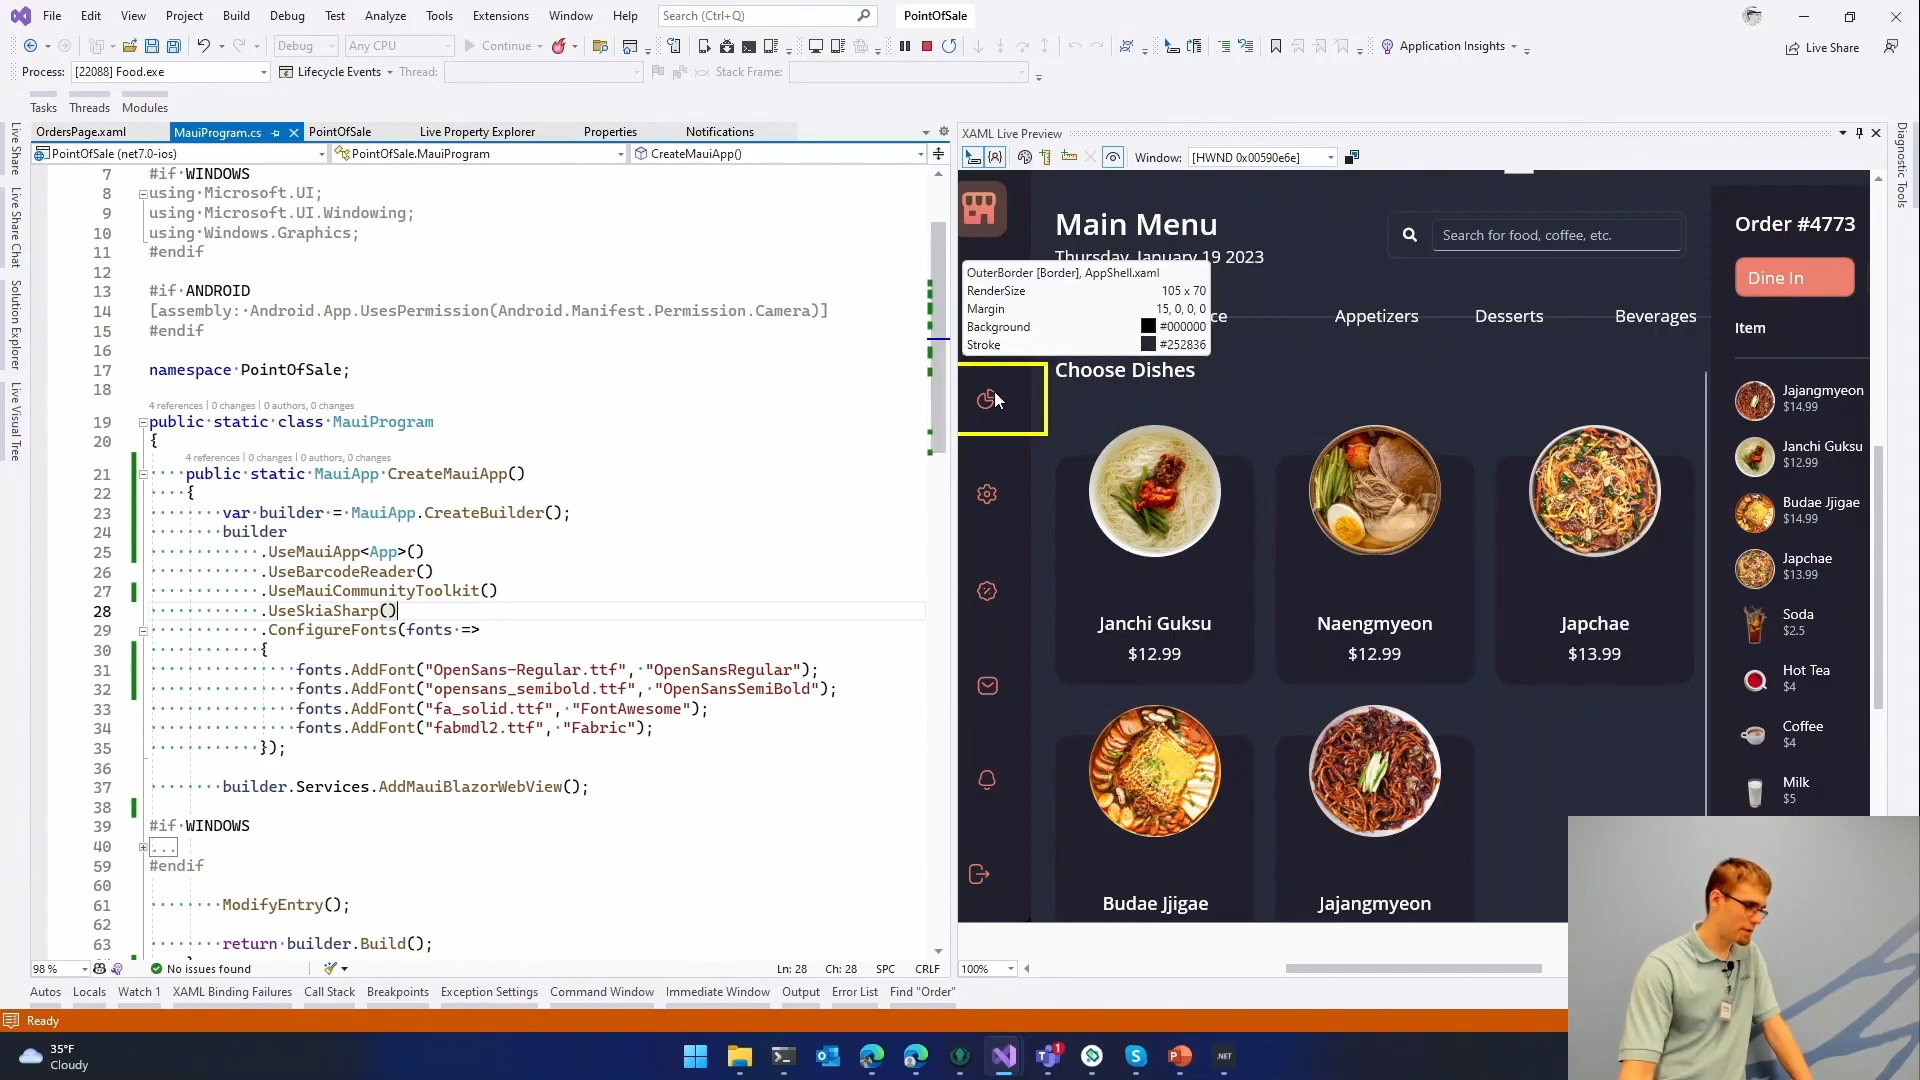 File Edit View Project Build Debug Test Analyze Tools Extensions Window Help Search (Ctrl+Q) PointOfSale
Debug Any CPU Continue Application Insights Live Share
Process: [22088] Food.exe Lifecycle Events Thread: Stack Frame:
Tasks Threads Modules
OrdersPage.xaml MauiProgram.cs PointOfSale Live Property Explorer Properties Notifications
PointOfSale (net7.0-ios) PointOfSale.MauiProgram CreateMauiApp()
Live Share
Live Share Chat
Solution Explorer
Live Visual Tree
7 #if WINDOWS
8 using Microsoft.UI;
9 using Microsoft.UI.Windowing;
10 using Windows.Graphics;
11 #endif
12
13 #if ANDROID
14 [assembly: Android.App.UsesPermission(Android.Manifest.Permission.Camera)]
15 #endif
16
17 namespace PointOfSale;
18
4 references | 0 changes | 0 authors, 0 changes
19 public static class MauiProgram
20 {
4 references | 0 changes | 0 authors, 0 changes
21 public static MauiApp CreateMauiApp()
22 {
23 var builder = MauiApp.CreateBuilder();
24 builder
25 .UseMauiApp<App>()
26 .UseBarcodeReader()
27 .UseMauiCommunityToolkit()
28 .UseSkiaSharp()
29 .ConfigureFonts(fonts =>
30 {
31 fonts.AddFont("OpenSans-Regular.ttf", "OpenSansRegular");
32 fonts.AddFont("opensans_semibold.ttf", "OpenSansSemiBold");
33 fonts.AddFont("fa_solid.ttf", "FontAwesome");
34 fonts.AddFont("fabmdl2.ttf", "Fabric");
35 });
36
37 builder.Services.AddMauiBlazorWebView();
38
39 #if WINDOWS
40 ...
59 #endif
60
61 ModifyEntry();
62
63 return builder.Build();
98 % No issues found Ln: 28 Ch: 28 SPC CRLF
XAML Live Preview
Window: [HWND 0x00590e6e]
Main Menu
Thursday, January 19 2023
Search for food, coffee, etc.
OuterBorder [Border], AppShell.xaml
RenderSize 105 x 70
Margin 15, 0, 0, 0
Background #000000
Stroke #252836
ce Appetizers Desserts Beverages
Choose Dishes
Janchi Guksu
$12.99
Naengmyeon
$12.99
Japchae
$13.99
Budae Jjigae
Jajangmyeon
Order #4773
Dine In
Item
Jajangmyeon
$14.99
Janchi Guksu
$12.99
Budae Jjigae
$14.99
Japchae
$13.99
Soda
$2.5
Hot Tea
$4
Coffee
$4
Milk
$5
100%
Diagnostic Tools
Autos Locals Watch 1 XAML Binding Failures Call Stack Breakpoints Exception Settings Command Window Immediate Window Output Error List Find "Order"
Ready
35°F
Cloudy
1
.NET